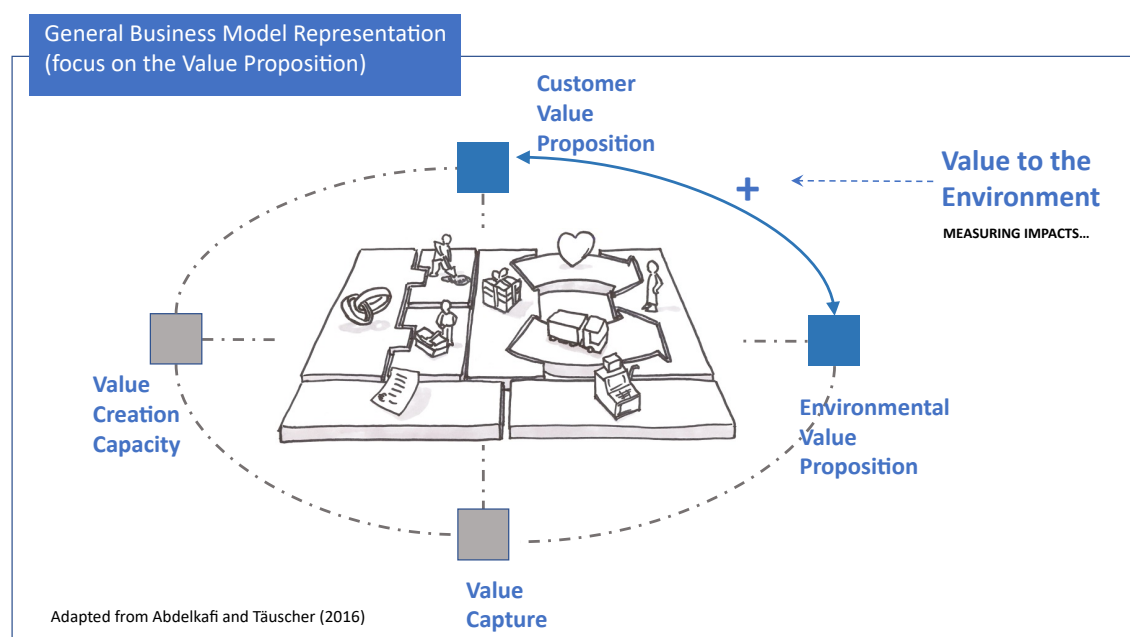 General Business Model Representation
(focus on the Value Proposition)
Customer
Value
Proposition
+
Value to the
Environment
MEASURING IMPACTS…
Value
Creation
Capacity
Environmental
Value
Proposition
Value
Capture
Adapted from Abdelkafi and Täuscher (2016)